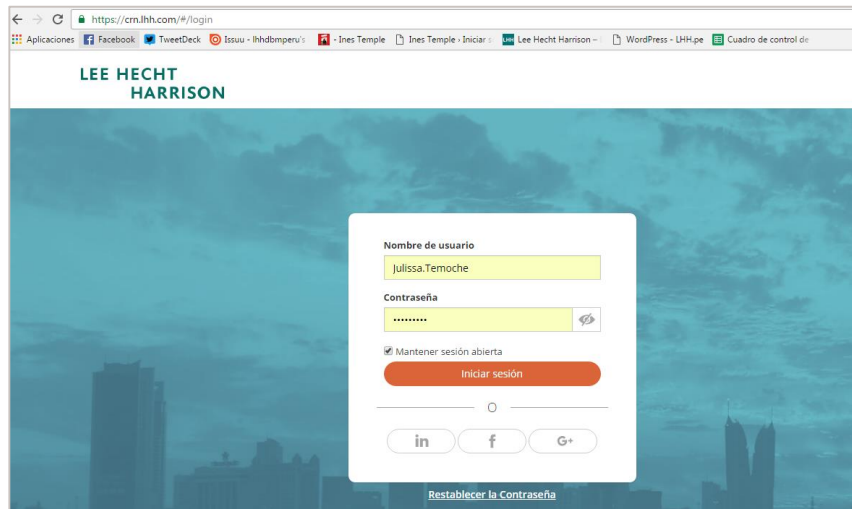 https://crn.lhh.com/#/login
Aplicaciones Facebook TweetDeck Issuu - lhhdbmperu's - Ines Temple Ines Temple › Iniciar s Lee Hecht Harrison – WordPress - LHH.pe Cuadro de control de
LEE HECHT
HARRISON
Nombre de usuario
Julissa.Temoche
Contraseña
•••••••••
Mantener sesión abierta
Iniciar sesión
O
in f G+
Restablecer la Contraseña